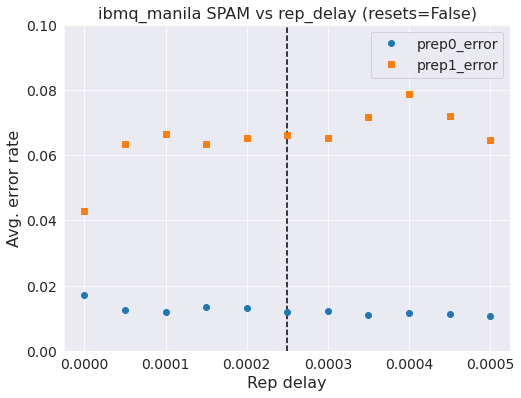 ibmq_manila SPAM vs rep_delay (resets=False)
prep0_error
prep1_error
Avg. error rate
0.10
0.08
0.06
0.04
0.02
0.00
0.0000 0.0001 0.0002 0.0003 0.0004 0.0005
Rep delay